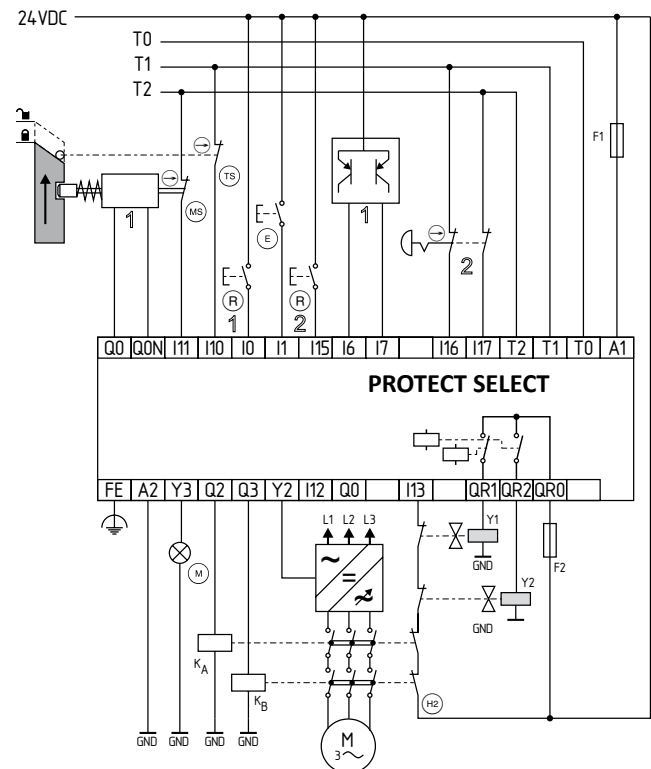 24VDC
T0
T1
T2
F1
TS
MS
1
1
E
R
1
R
2
2
Q0 Q0N I11 I10 I0 I1 I15 I6 I7 I16 I17 T2 T1 T0 A1
PROTECT SELECT
FE A2 Y3 Q2 Q3 Y2 I12 Q0 I13 QR1 QR2 QR0
L1 L2 L3
Y1
GND
F2
M
Y2
GND
KA
KB
H2
GND GND GND GND
M
3~